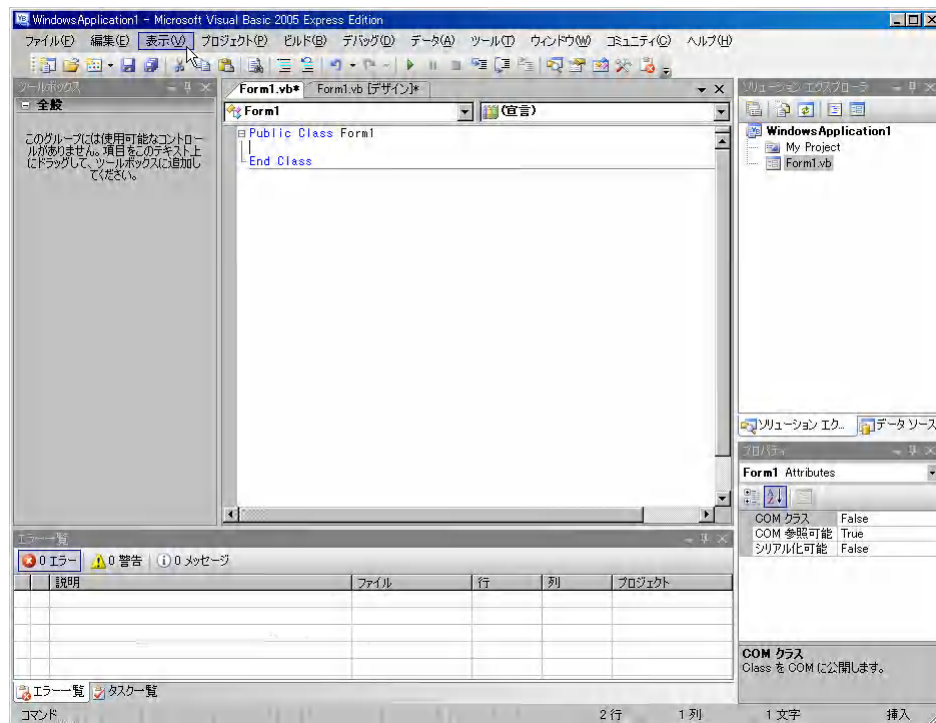 WindowsApplication1 - Microsoft Visual Basic 2005 Express Edition
ファイル(F) 編集(E) 表示(V) プロジェクト(P) ビルド(B) デバッグ(D) データ(A) ツール(T) ウィンドウ(W) コミュニティ(C) ヘルプ(H)
ツールボックス
全般
このグループには使用可能なコントロー
ルがありません。項目をこのテキスト上
にドラッグして、ツールボックスに追加し
てください。
Form1.vb* Form1.vb [デザイン]*
Form1 (宣言)
Public Class Form1
End Class
ソリューション エクスプローラ
WindowsApplication1
My Project
Form1.vb
ソリューション エク... データ ソース
プロパティ
Form1 Attributes
COM クラス False
COM 参照可能 True
シリアル化可能 False
COM クラス
Class を COM に公開します。
エラー一覧
0 エラー 0 警告 0 メッセージ
説明 ファイル 行 列 プロジェクト
エラー一覧 タスク一覧
コマンド 2 行 1 列 1 文字 挿入